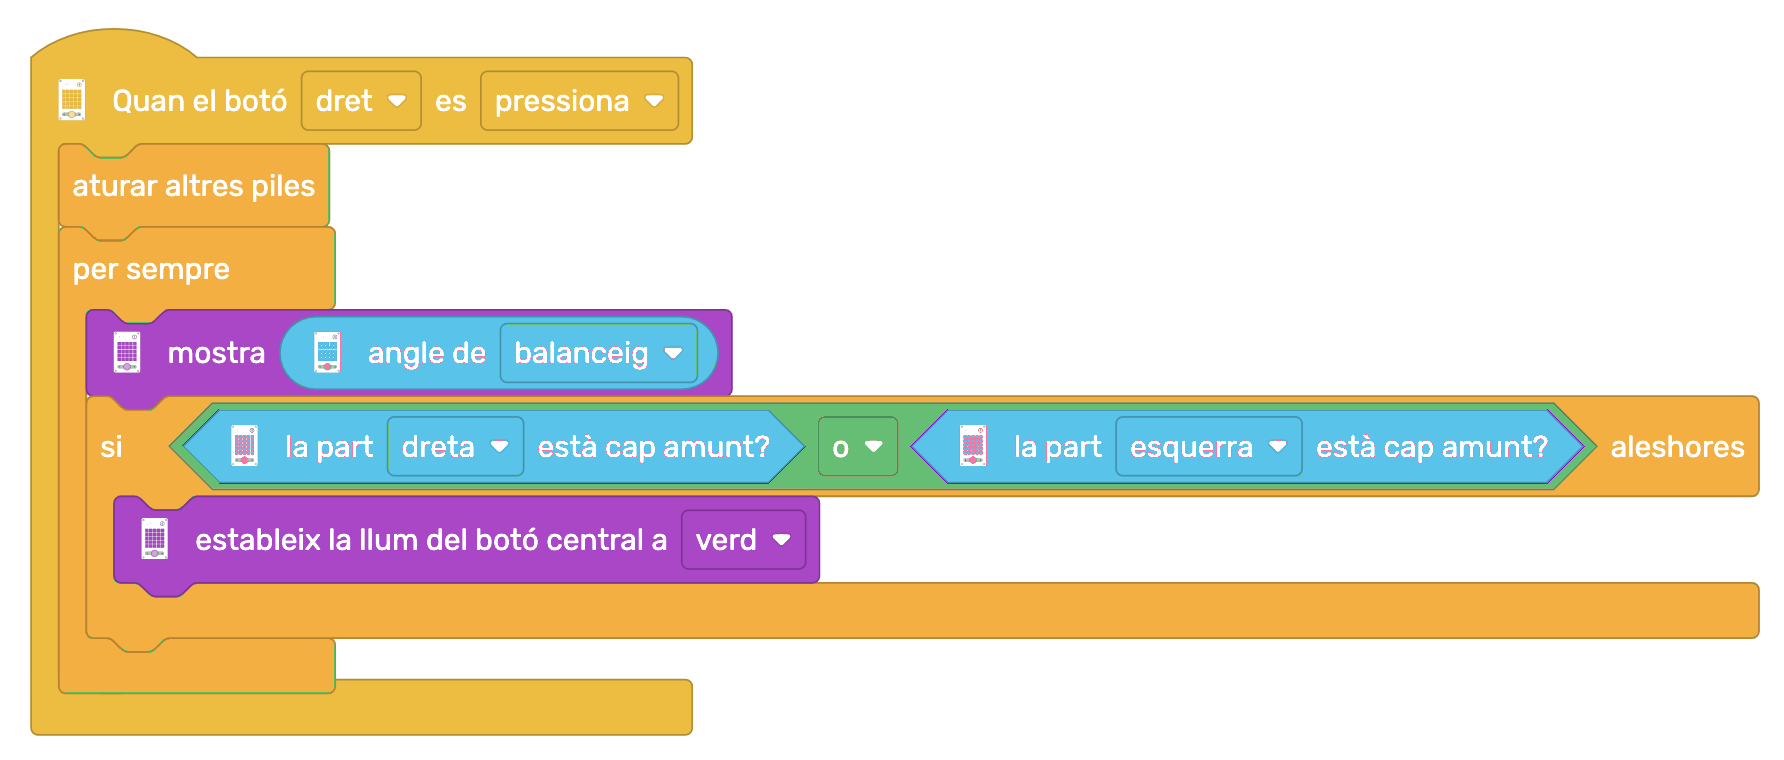 Quan el botó dret es pressiona
aturar altres piles
per sempre
mostra angle de balanceig
si la part dreta està cap amunt? o la part esquerra està cap amunt? aleshores
estableix la llum del botó central a verd